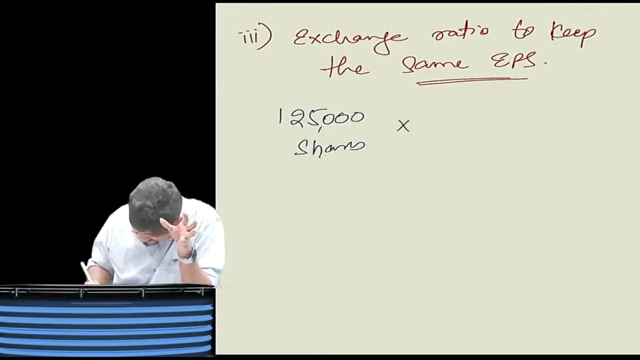 iii) Exchange ratio to keep
the same EPS.
125,000 x
Shares